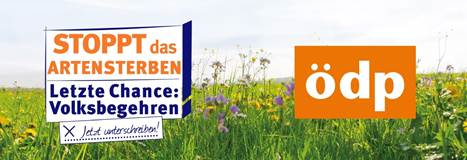 STOPPT das
ARTENSTERBEN
Letzte Chance:
Volksbegehren
Jetzt unterschreiben!
ödp